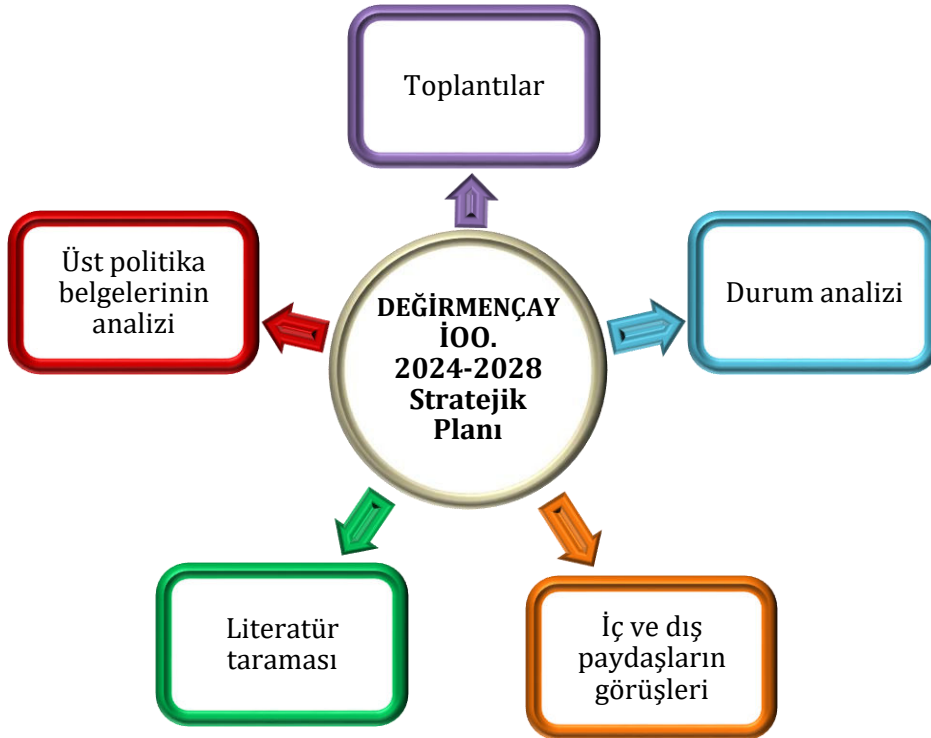 Toplantılar
Üst politika
belgelerinin
analizi
DEĞİRMENÇAY
İOO.
2024-2028
Stratejik
Planı
Durum analizi
Literatür
taraması
İç ve dış
paydaşların
görüşleri